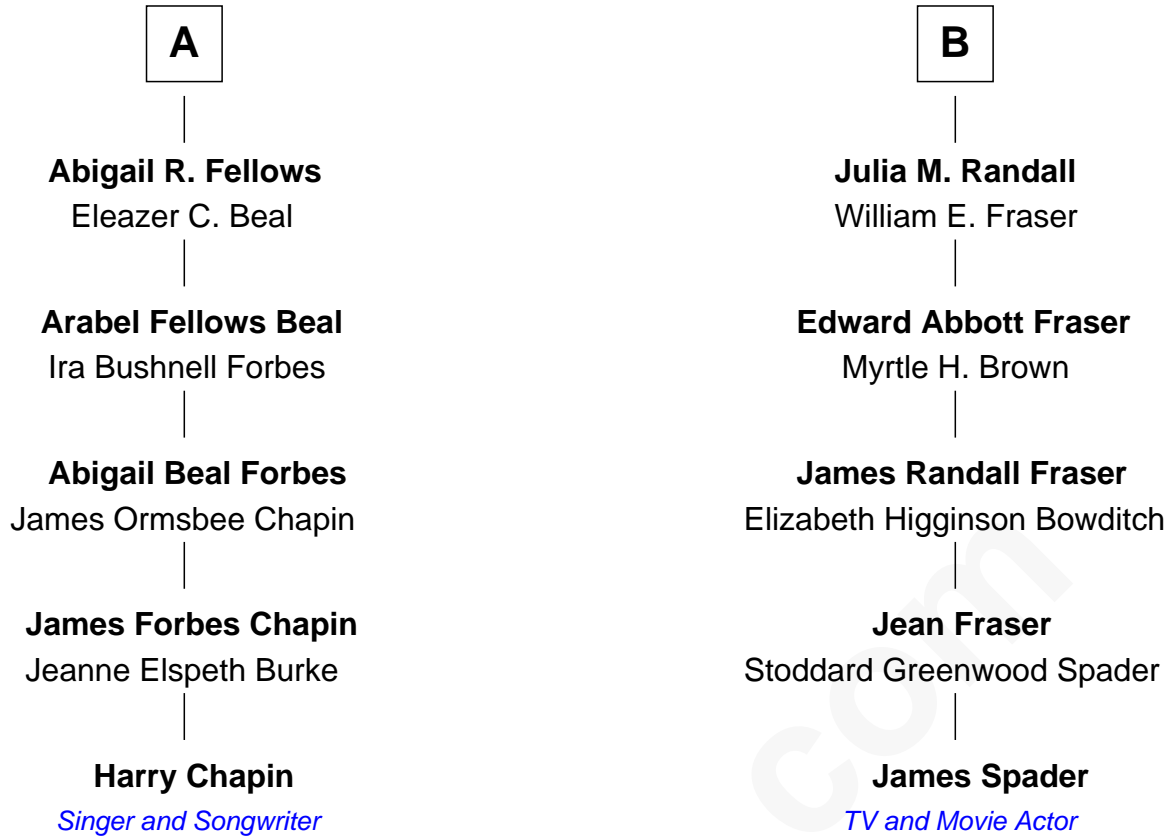 A
Abigail R. Fellows
Eleazer C. Beal
Arabel Fellows Beal
Ira Bushnell Forbes
Abigail Beal Forbes
James Ormsbee Chapin
James Forbes Chapin
Jeanne Elspeth Burke
Harry Chapin
Singer and Songwriter
B
Julia M. Randall
William E. Fraser
Edward Abbott Fraser
Myrtle H. Brown
James Randall Fraser
Elizabeth Higginson Bowditch
Jean Fraser
Stoddard Greenwood Spader
James Spader
TV and Movie Actor
com